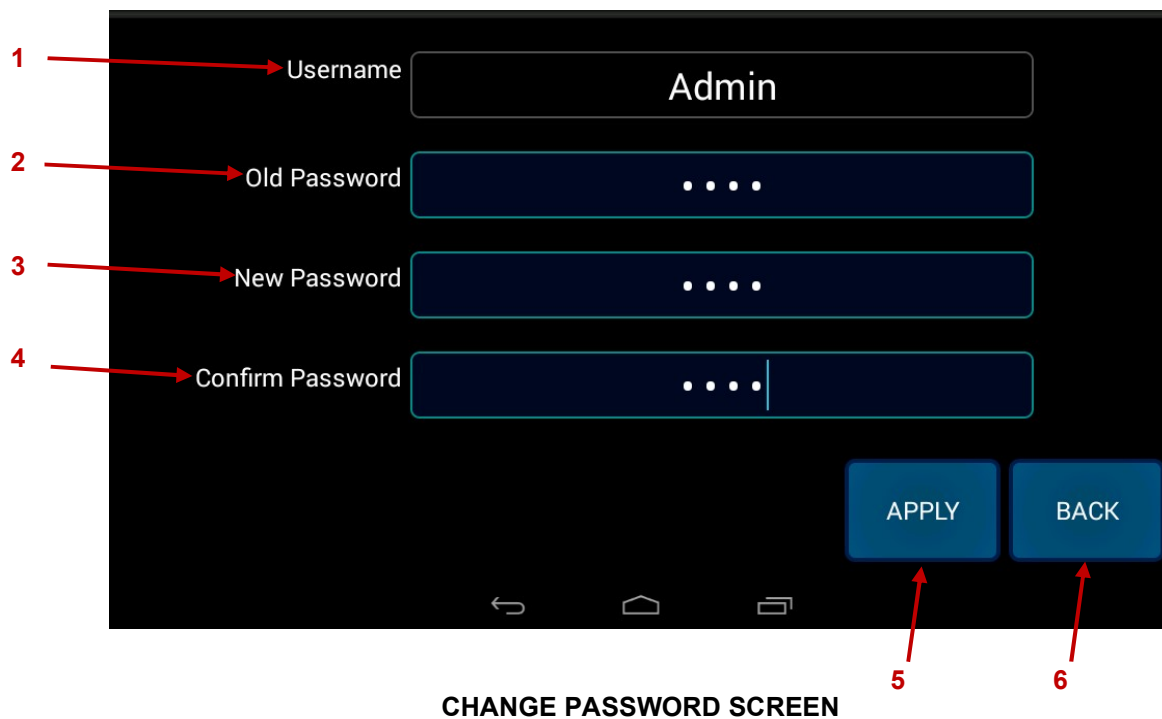 1
Username
Admin
2
Old Password
••••
3
New Password
••••
4
Confirm Password
••••
APPLY
BACK
5
6
CHANGE PASSWORD SCREEN